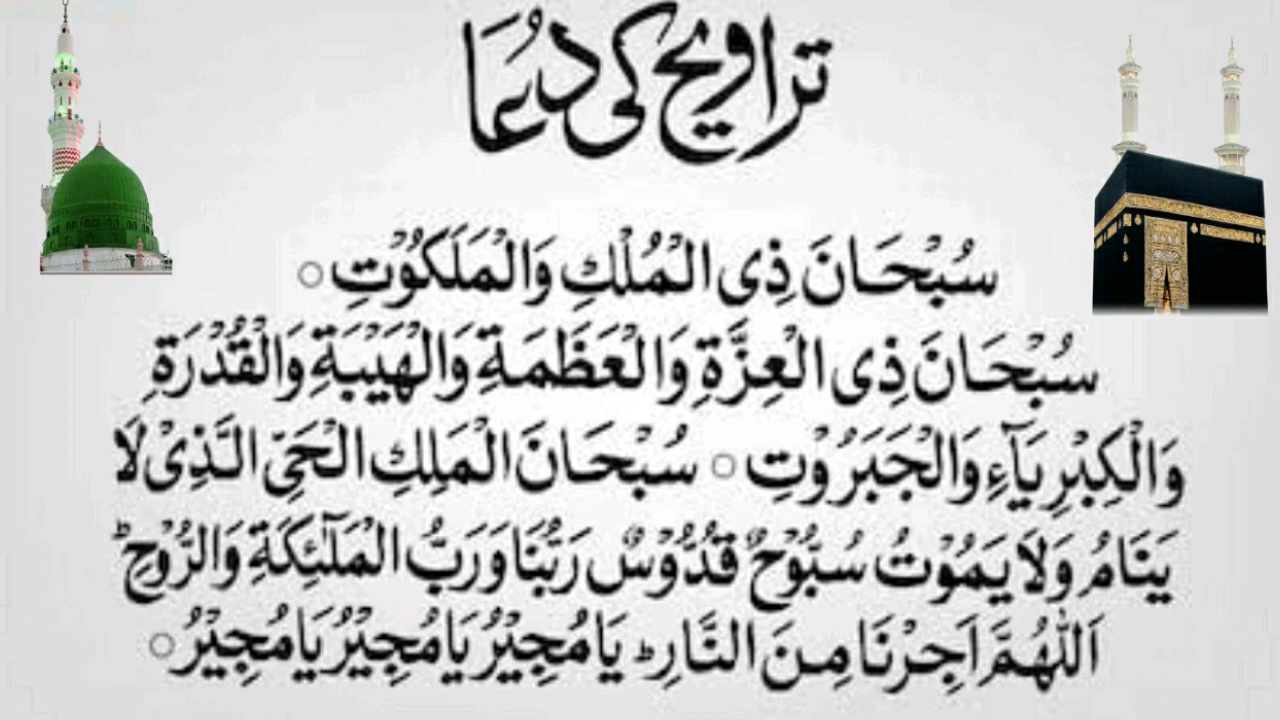 تراویح کی دُعا
سُبْحَانَ ذِی الْمُلْكِ وَالْمَلَكُوْتِ ○
سُبْحَانَ ذِی الْعِزَّةِ وَالْعَظَمَةِ وَالْهَيْبَةِ وَالْقُدْرَةِ
وَالْكِبْرِيَآءِ وَالْجَبَرُوْتِ ○ سُبْحَانَ الْمَلِكِ الْحَیِّ الَّذِیْ لَا
يَنَامُ وَلَا يَمُوْتُ سُبُّوْحٌ قُدُّوْسٌ رَبُّنَا وَرَبُّ الْمَلٰٓئِكَةِ وَالرُّوْحِ ؕ
اَللّٰهُمَّ اَجِرْنَا مِنَ النَّارِ ؕ يَا مُجِيْرُ يَا مُجِيْرُ يَا مُجِيْرُ ○